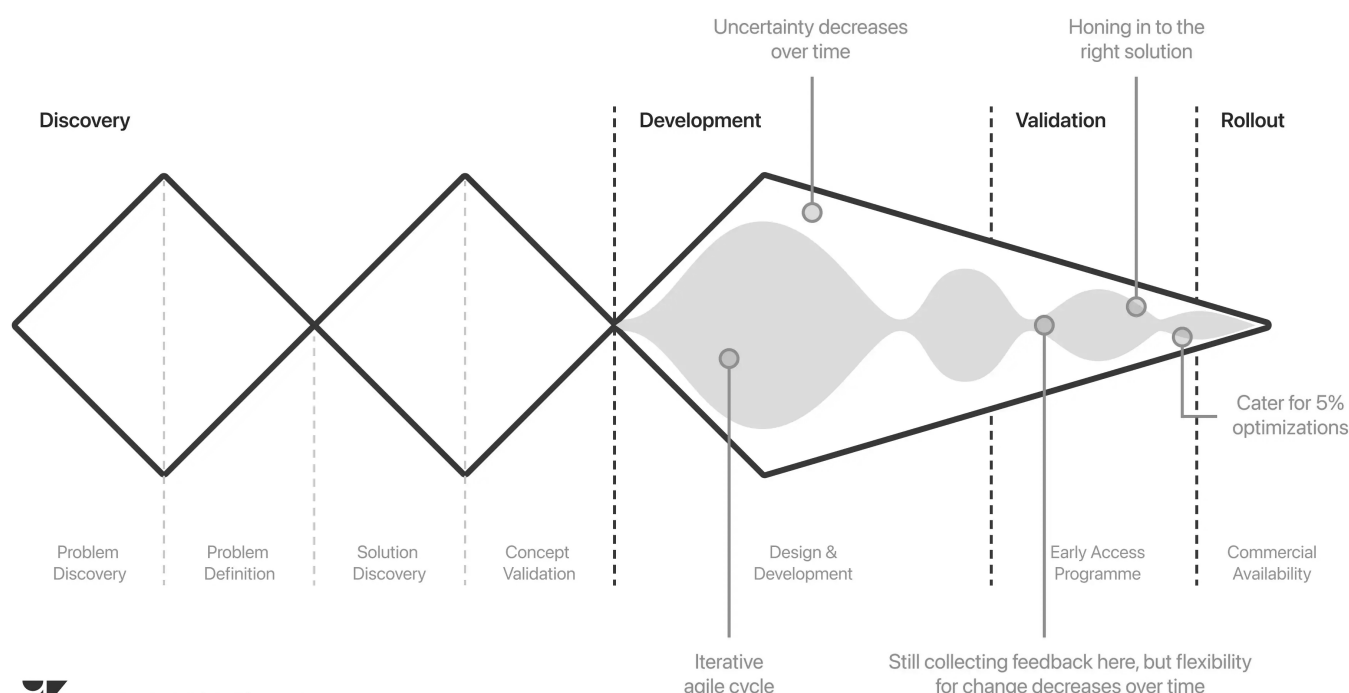 Uncertainty decreases
over time
Honing in to the
right solution
Discovery
Development
Validation
Rollout
Cater for 5%
optimizations
Problem
Discovery
Problem
Definition
Solution
Discovery
Concept
Validation
Design &
Development
Early Access
Programme
Commercial
Availability
Iterative
agile cycle
Still collecting feedback here, but flexibility
for change decreases over time